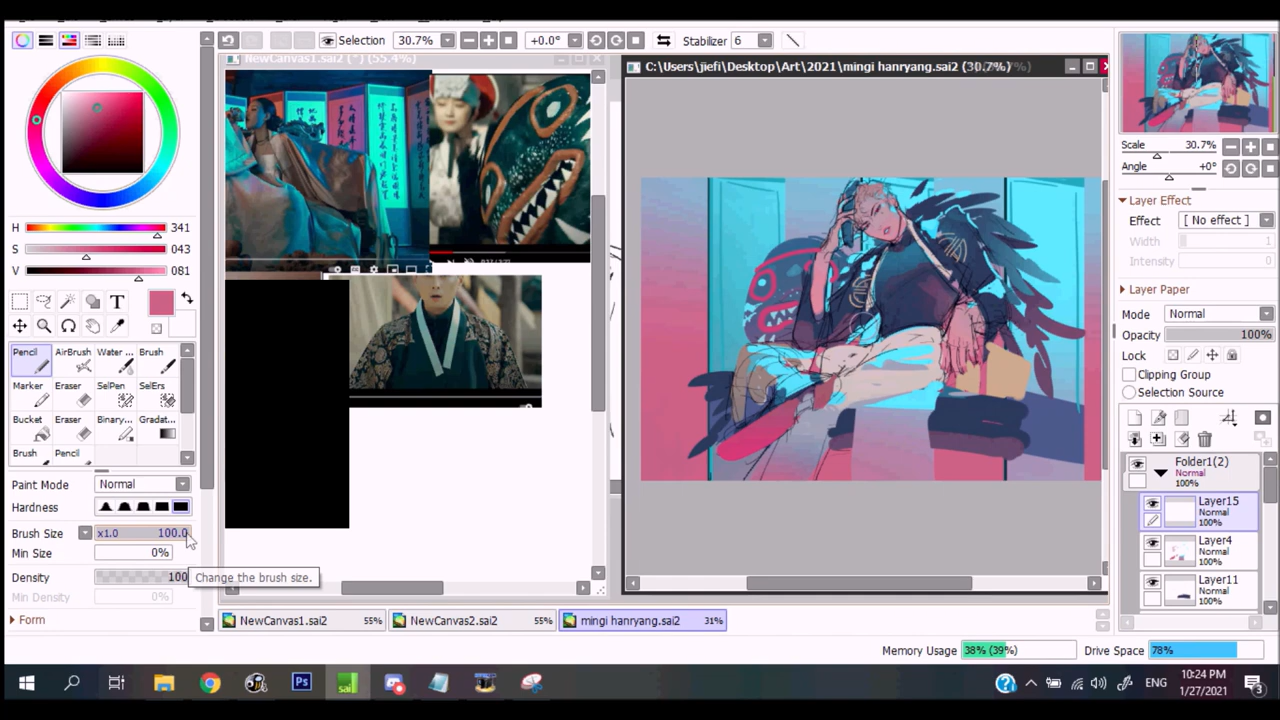 Selection 30.7% +0.0° Stabilizer 6
NewCanvas1.sai2 (*) (55.4%)
C:\Users\jiefi\Desktop\Art\2021\mingi hanryang.sai2 (30.7%)
H 341
S 043
V 081
T
Pencil AirBrush Water ... Brush
Marker Eraser SelPen SelErs
Bucket Eraser Binary... Gradat...
Brush Pencil
Paint Mode Normal
Hardness
Brush Size x1.0 100.0
Min Size 0%
Density 100
Change the brush size.
Min Density 0%
Form
NewCanvas1.sai2 55%
NewCanvas2.sai2 55%
mingi hanryang.sai2 31%
Scale 30.7%
Angle +0°
Layer Effect
Effect [ No effect ]
Width 1
Intensity 0
Layer Paper
Mode Normal
Opacity 100%
Lock
Clipping Group
Selection Source
Folder1(2)
Normal
100%
Layer15
Normal
100%
Layer4
Normal
100%
Layer11
Normal
100%
Memory Usage 38% (39%) Drive Space 78%
Ps
sai
ENG
10:24 PM
1/27/2021
3